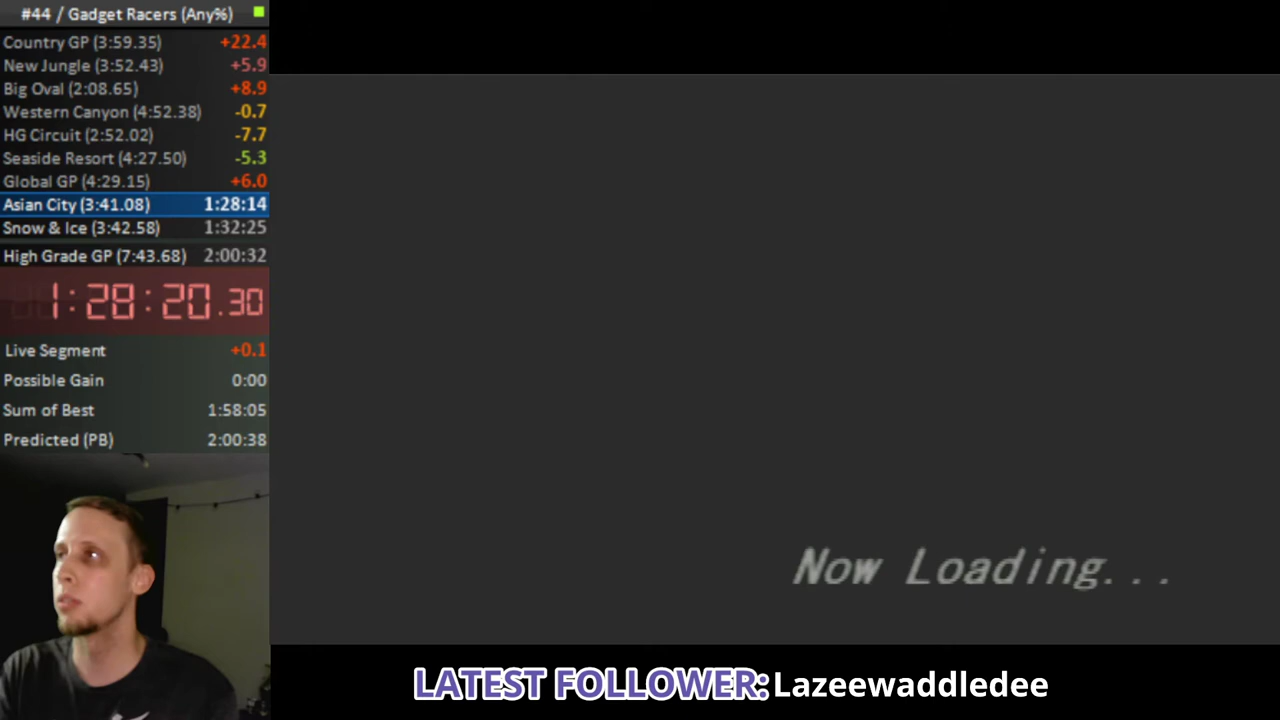 #44 / Gadget Racers (Any%)
Country GP (3:59.35) +22.4
New Jungle (3:52.43) +5.9
Big Oval (2:08.65) +8.9
Western Canyon (4:52.38) -0.7
HG Circuit (2:52.02) -7.7
Seaside Resort (4:27.50) -5.3
Global GP (4:29.15) +6.0
Asian City (3:41.08) 1:28:14
Snow & Ice (3:42.58) 1:32:25
High Grade GP (7:43.68) 2:00:32
1:28:20.30
Live Segment +0.1
Possible Gain 0:00
Sum of Best 1:58:05
Predicted (PB) 2:00:38
Now Loading...
LATEST FOLLOWER: Lazeewaddledee